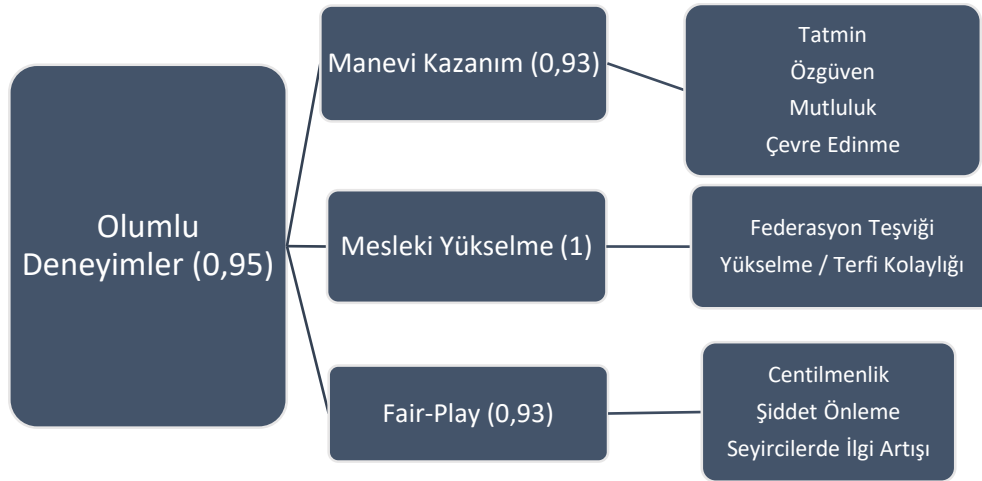 Olumlu
Deneyimler (0,95)
Manevi Kazanım (0,93)
Tatmin
Özgüven
Mutluluk
Çevre Edinme
Mesleki Yükselme (1)
Federasyon Teşviği
Yükselme / Terfi Kolaylığı
Fair-Play (0,93)
Centilmenlik
Şiddet Önleme
Seyircilerde İlgi Artışı